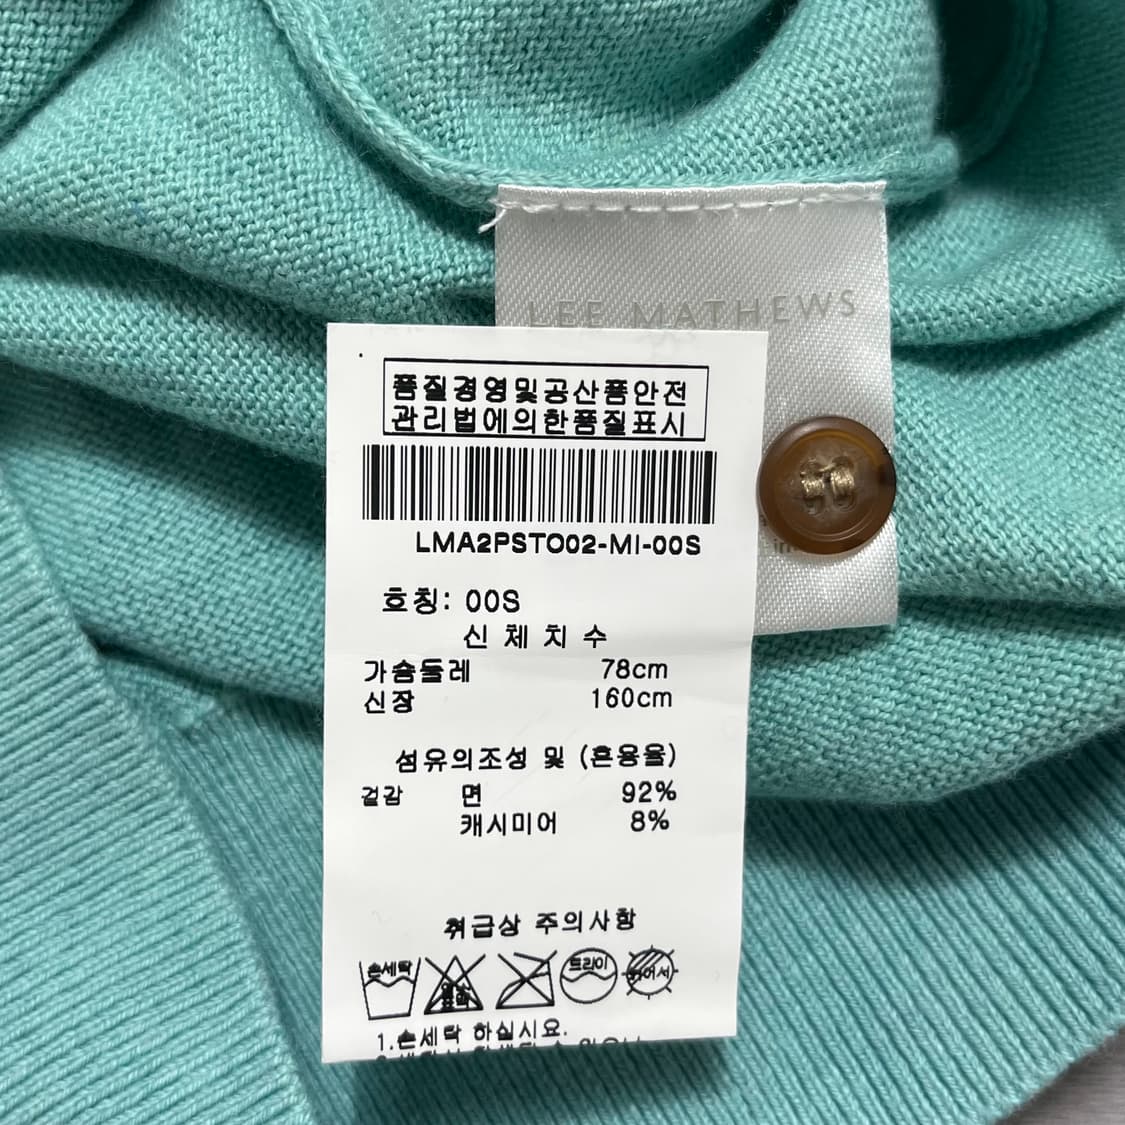 LEE MATHEWS
품질경영및공산품안전
관리법에의한품질표시
LMA2PSTO02-MI-00S
호칭: 00S
신체치수
가슴둘레 78cm
신장 160cm
섬유의조성 및 (혼용율)
겉감 면 92%
캐시미어 8%
취급상 주의사항
손세탁
드라이
1.손세탁 하십시요.